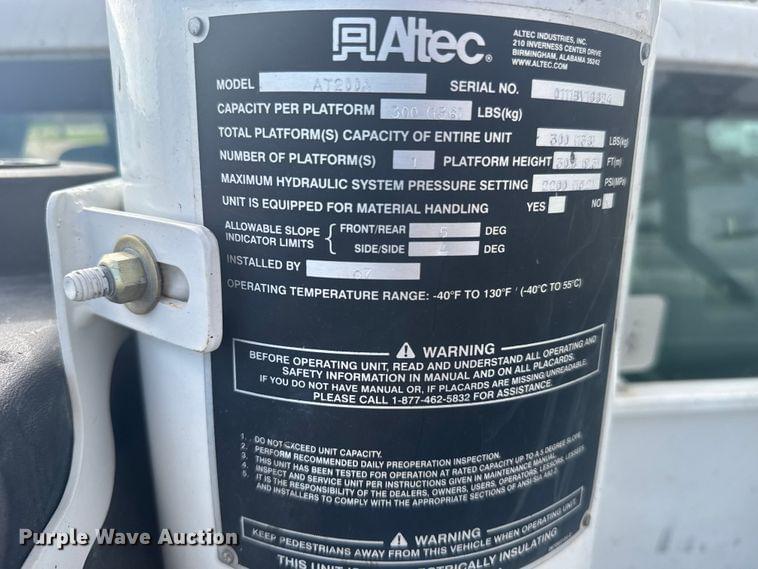 Altec
ALTEC INDUSTRIES, INC.
210 INVERNESS CENTER DRIVE
BIRMINGHAM, ALABAMA 35242
WWW.ALTEC.COM
MODEL AT200A SERIAL NO.
CAPACITY PER PLATFORM 300 (136) LBS(kg)
TOTAL PLATFORM(S) CAPACITY OF ENTIRE UNIT 300 LBS(kg)
NUMBER OF PLATFORM(S) 1 PLATFORM HEIGHT FT(m)
MAXIMUM HYDRAULIC SYSTEM PRESSURE SETTING PSI(MPa)
UNIT IS EQUIPPED FOR MATERIAL HANDLING YES NO
ALLOWABLE SLOPE INDICATOR LIMITS
FRONT/REAR 5 DEG
SIDE/SIDE DEG
INSTALLED BY
OPERATING TEMPERATURE RANGE: -40°F TO 130°F (-40°C TO 55°C)
WARNING
BEFORE OPERATING UNIT, READ AND UNDERSTAND ALL OPERATING AND
SAFETY INFORMATION IN MANUAL AND ON ALL PLACARDS.
IF YOU DO NOT HAVE MANUAL OR, IF PLACARDS ARE MISSING/UNREADABLE,
PLEASE CALL 1-877-462-5832 FOR ASSISTANCE.
1. DO NOT EXCEED UNIT CAPACITY.
2. PERFORM RECOMMENDED DAILY PREOPERATION INSPECTION.
3. THIS UNIT HAS BEEN TESTED FOR OPERATION AT RATED CAPACITY UP TO A 5 DEGREE SLOPE.
4. INSPECT AND SERVICE UNIT PER INSTRUCTIONS GIVEN IN MAINTENANCE MANUAL.
5. IT IS THE RESPONSIBILITY OF THE DEALERS, OWNERS, USERS, OPERATORS, LESSORS, LESSEES
AND INSTALLERS TO COMPLY WITH THE APPROPRIATE SECTIONS OF ANSI SIA A92.2.
WARNING
KEEP PEDESTRIANS AWAY FROM THIS VEHICLE WHEN OPERATING UNIT.
THIS UNIT IS ELECTRICALLY INSULATING
Purple Wave Auction